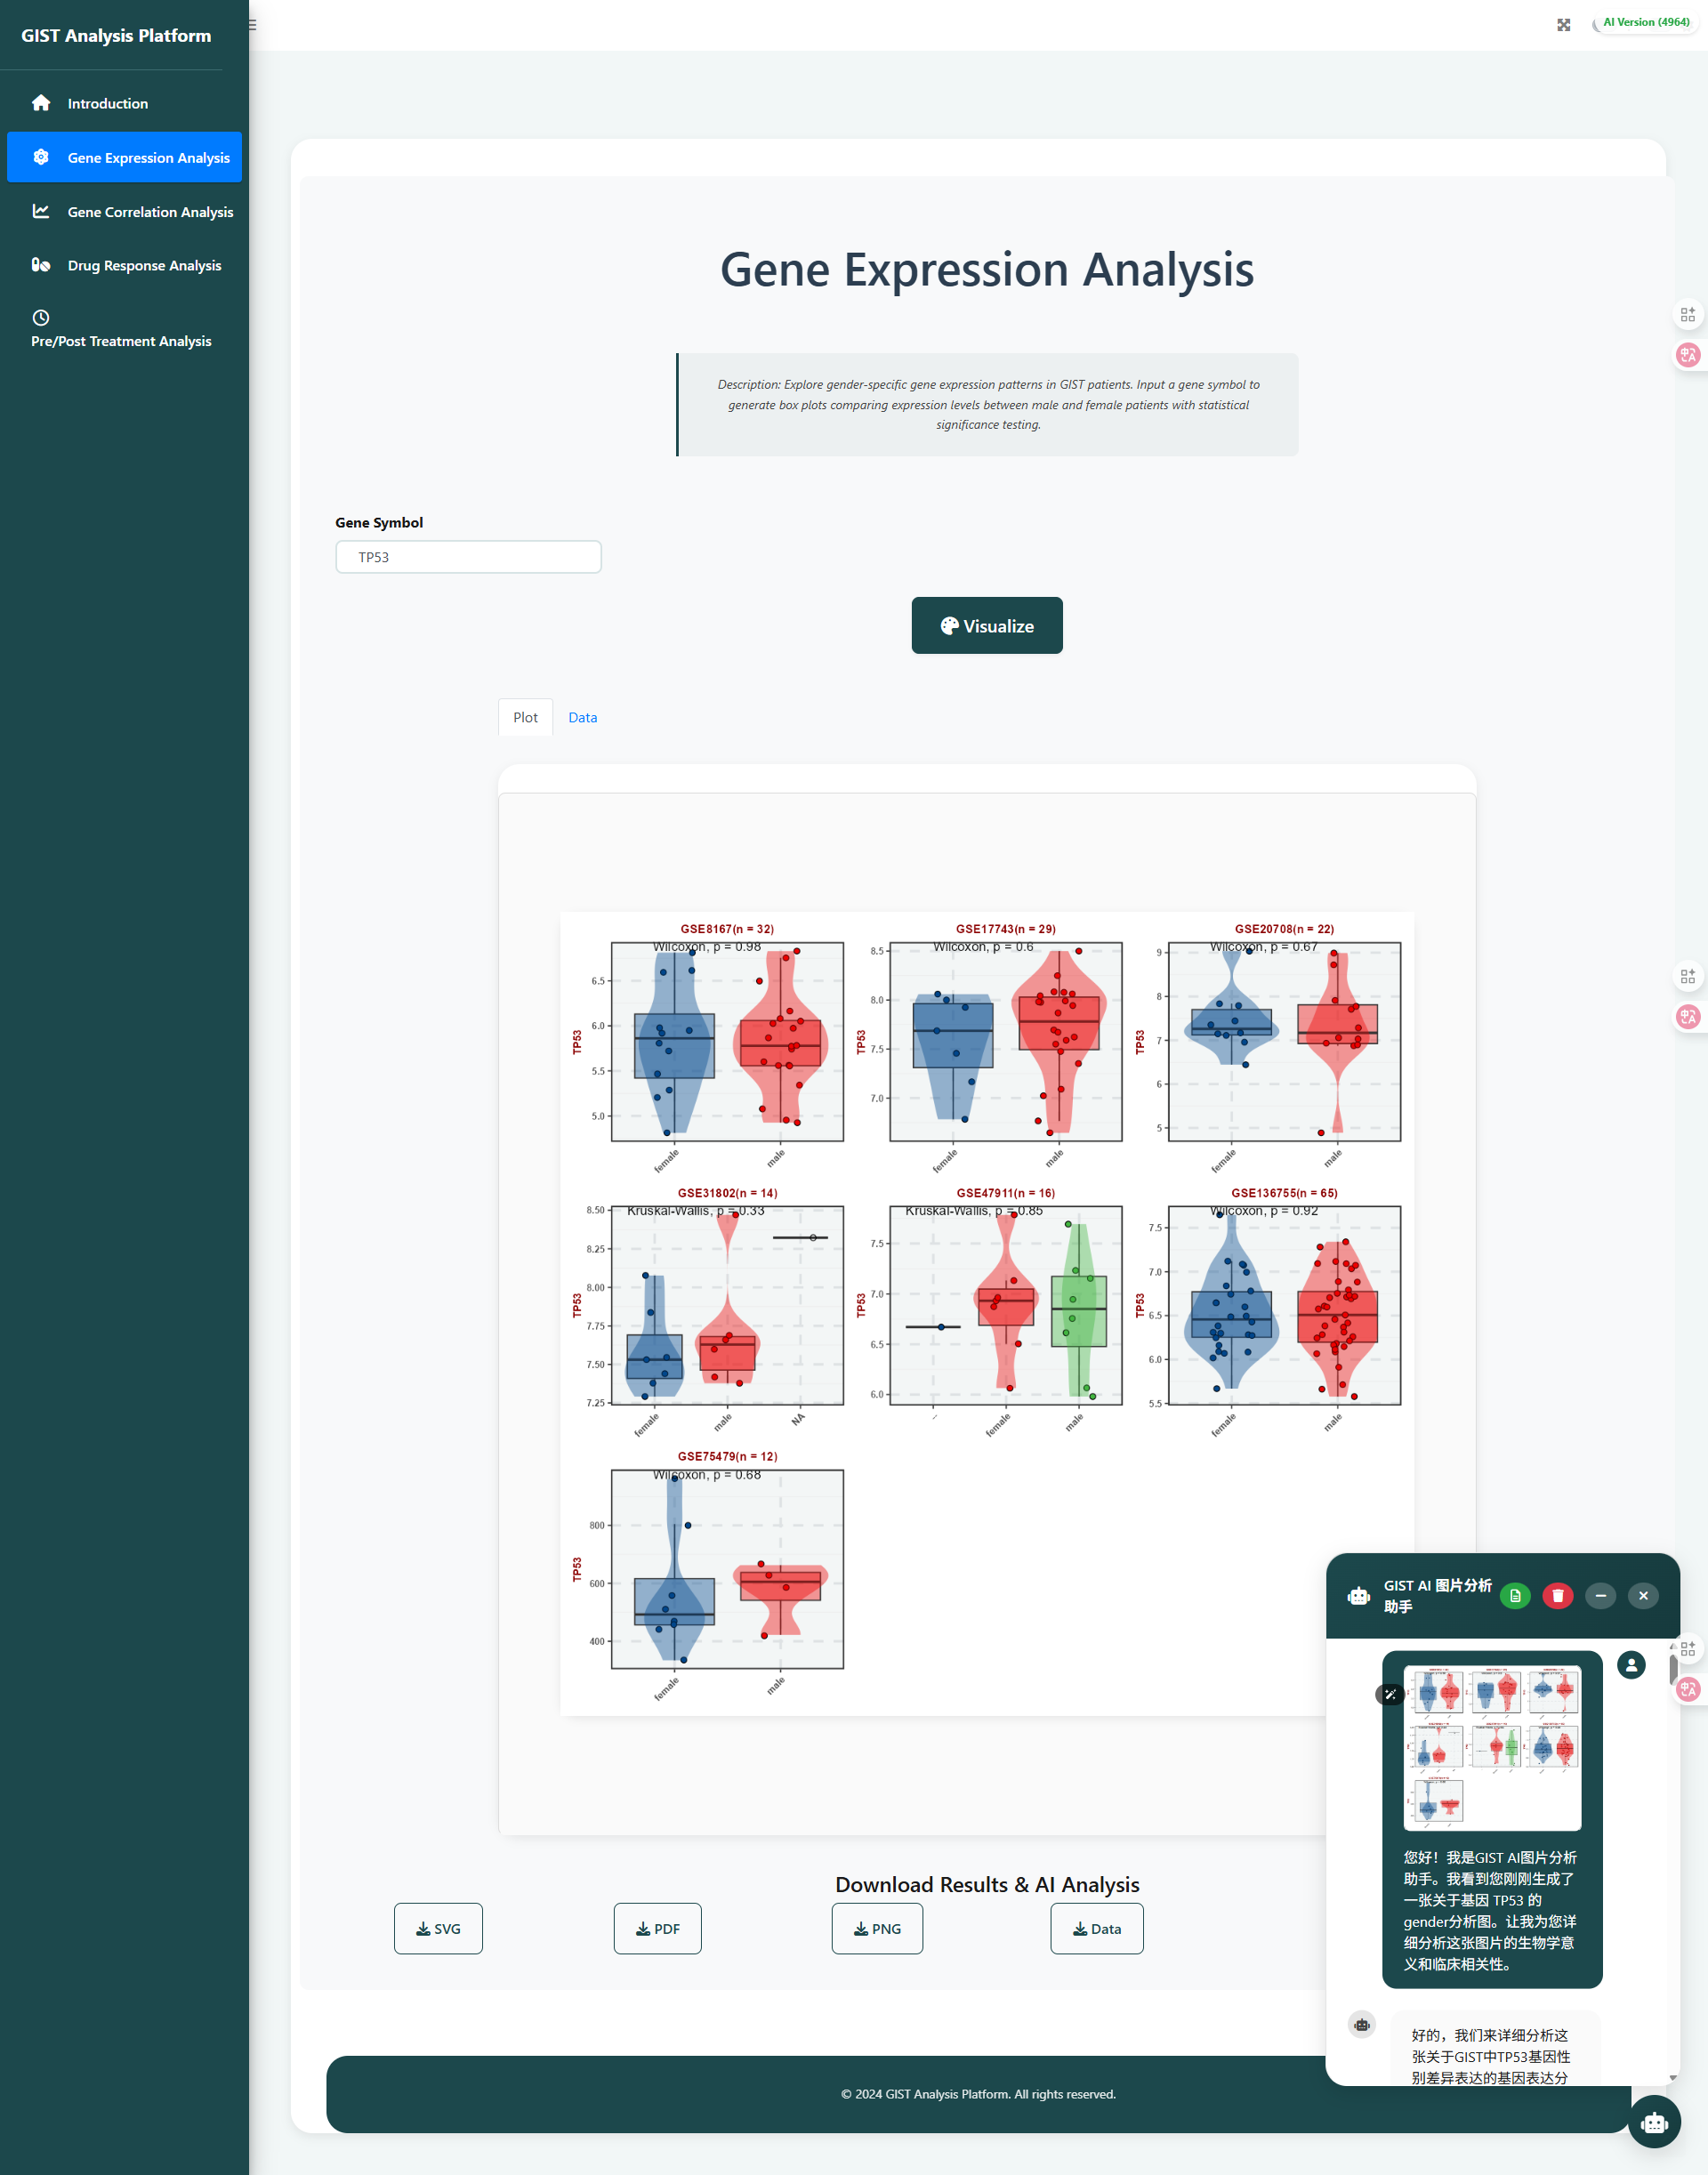 GIST Analysis Platform
AI Version (4964)
Introduction
Gene Expression Analysis
Gene Correlation Analysis
Drug Response Analysis
Pre/Post Treatment Analysis
Gene Expression Analysis
Description: Explore gender-specific gene expression patterns in GIST patients. Input a gene symbol to
generate box plots comparing expression levels between male and female patients with statistical
significance testing.
Gene Symbol
TP53
Visualize
Plot
Data
GSE8167(n = 32)
Wilcoxon, p = 0.98
TP53
6.5
6.0
5.5
5.0
female
male
GSE17743(n = 29)
Wilcoxon, p = 0.6
TP53
8.5
8.0
7.5
7.0
female
male
GSE20708(n = 22)
Wilcoxon, p = 0.67
TP53
9
8
7
6
5
female
male
GSE31802(n = 14)
Kruskal-Wallis, p = 0.33
TP53
8.50
8.25
8.00
7.75
7.50
7.25
female
male
NA
GSE47911(n = 16)
Kruskal-Wallis, p = 0.85
TP53
7.5
7.0
6.5
6.0
--
female
male
GSE136755(n = 65)
Wilcoxon, p = 0.92
TP53
7.5
7.0
6.5
6.0
5.5
female
male
GSE75479(n = 12)
Wilcoxon, p = 0.68
TP53
800
600
400
female
male
GIST AI 图片分析
助手
您好！我是GIST AI图片分析
助手。我看到您刚刚生成了
一张关于基因 TP53 的
gender分析图。让我为您详
细分析这张图片的生物学意
义和临床相关性。
好的，我们来详细分析这
张关于GIST中TP53基因性
别差异表达的基因表达分
Download Results & AI Analysis
SVG
PDF
PNG
Data
© 2024 GIST Analysis Platform. All rights reserved.